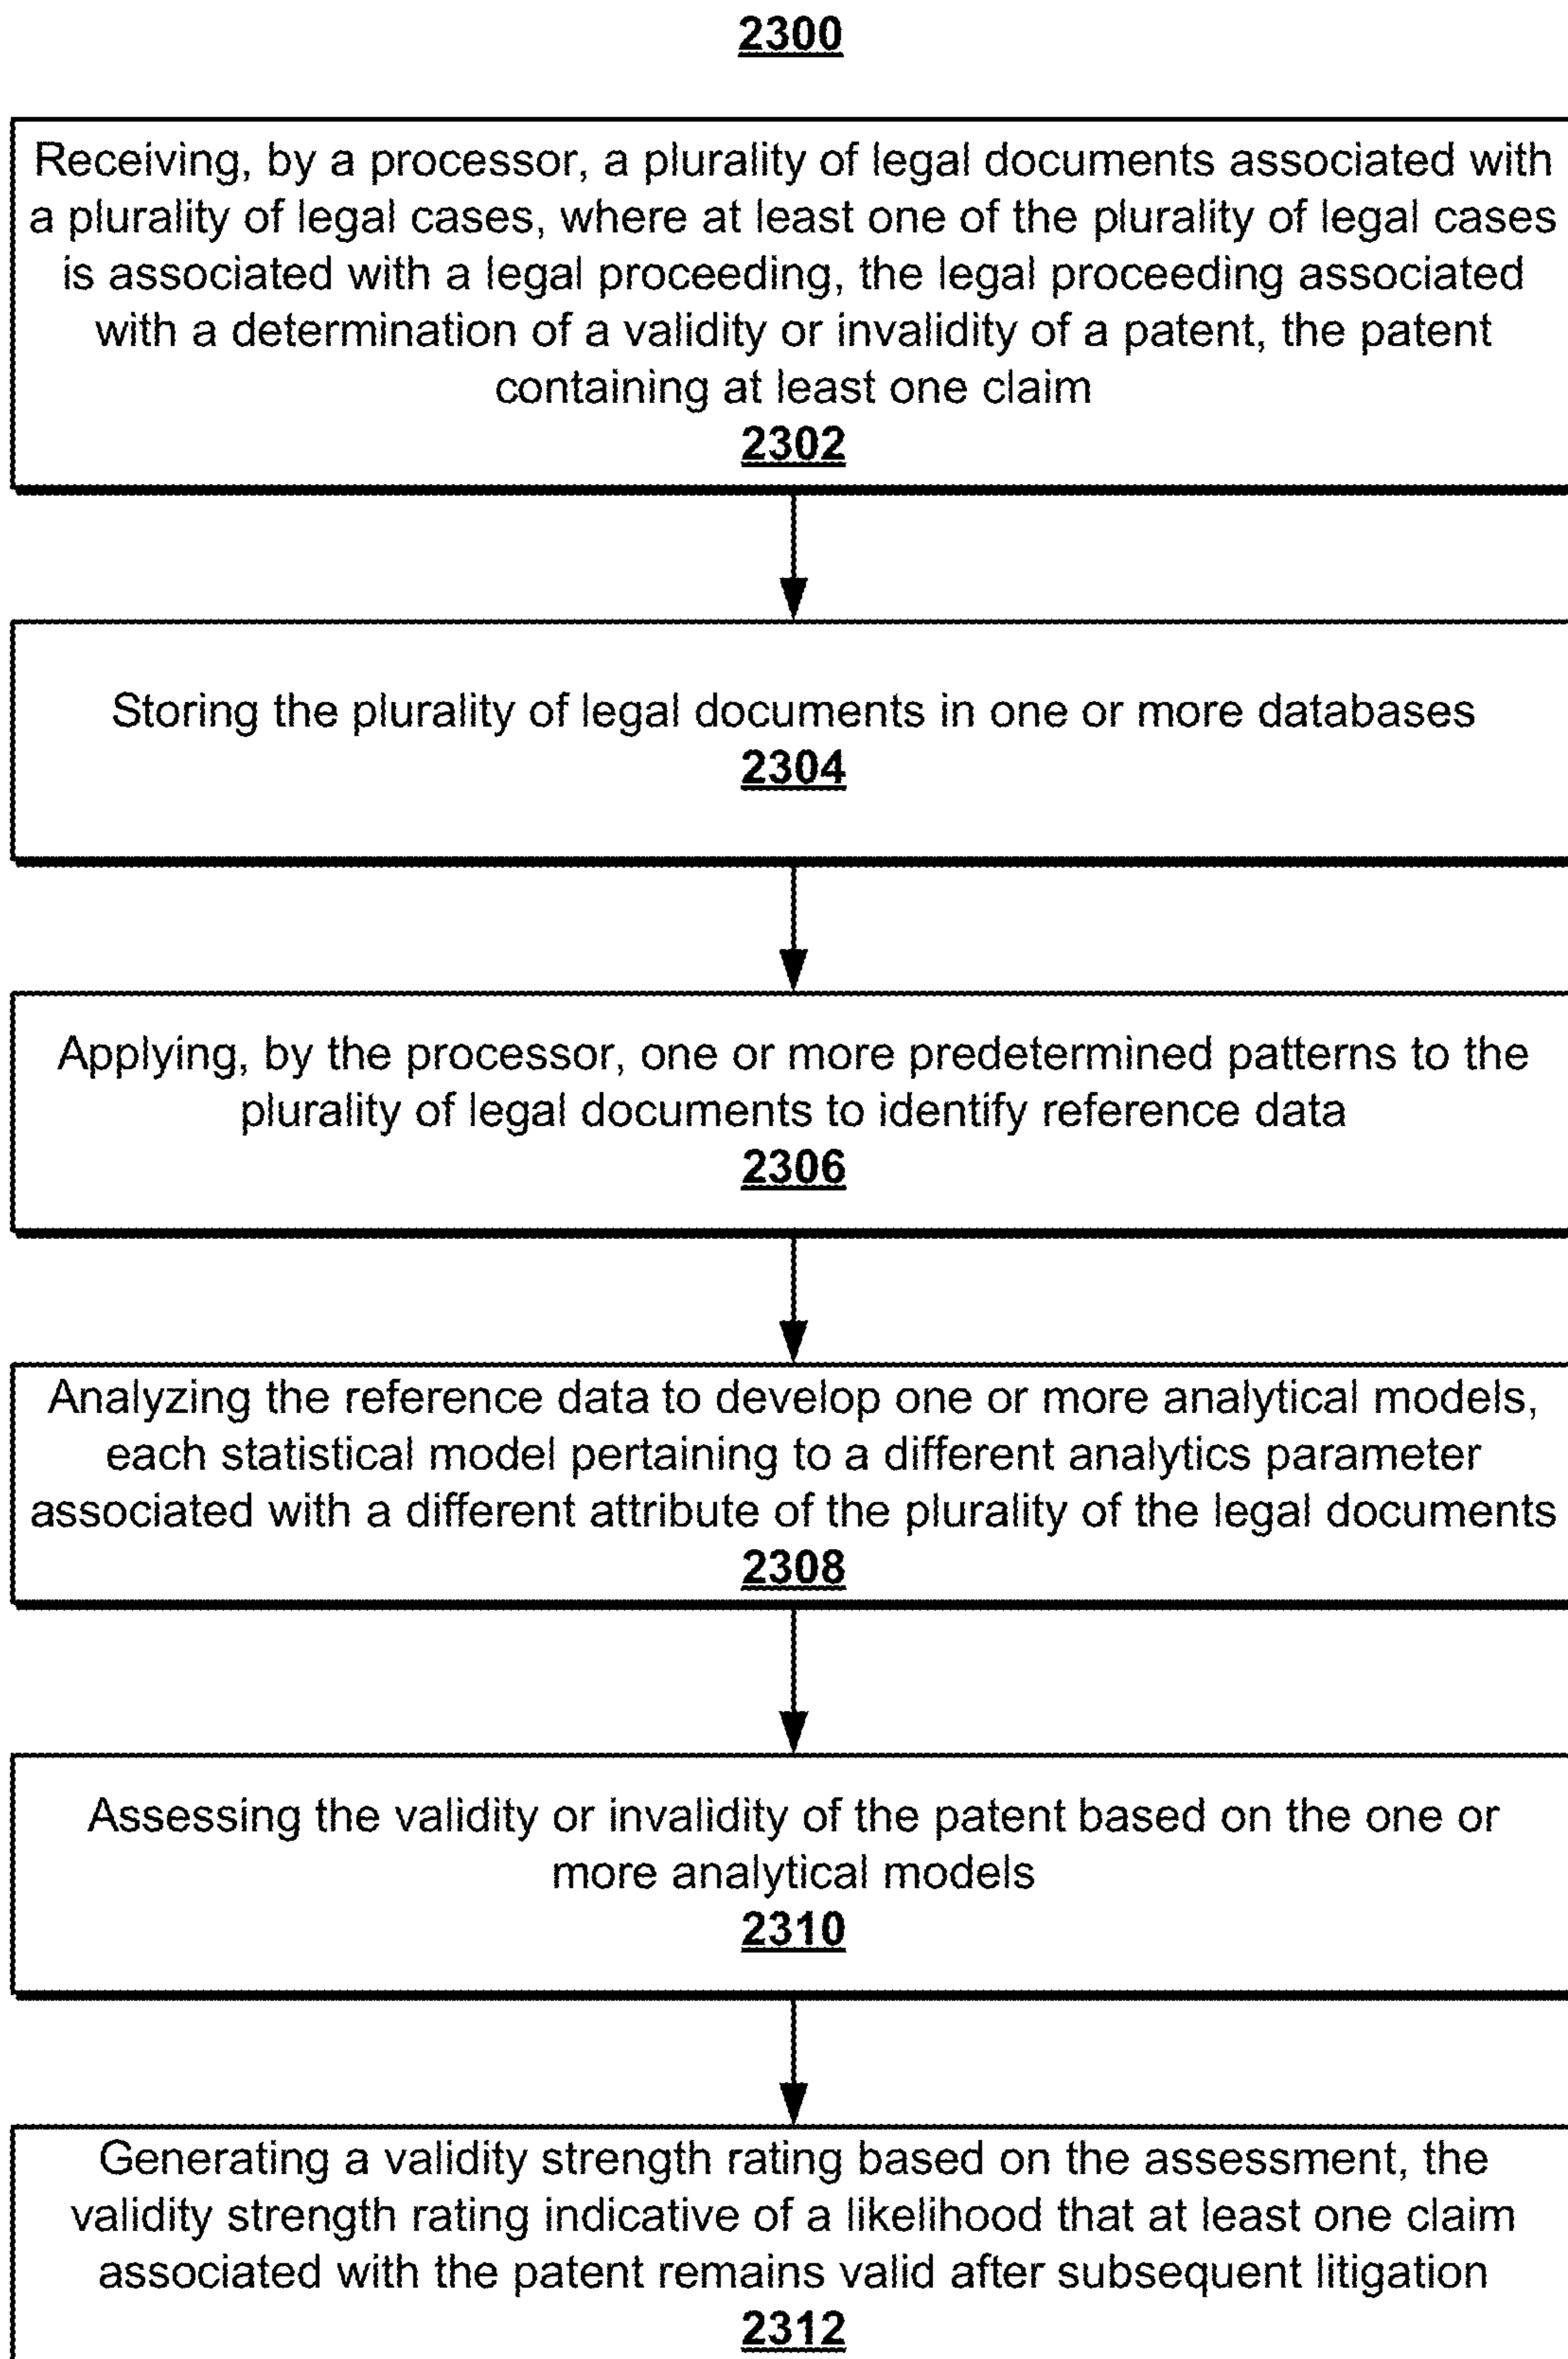 2300
Receiving, by a processor, a plurality of legal documents associated with
a plurality of legal cases, where at least one of the plurality of legal cases
is associated with a legal proceeding, the legal proceeding associated
with a determination of a validity or invalidity of a patent, the patent
containing at least one claim
2302
Storing the plurality of legal documents in one or more databases
2304
Applying, by the processor, one or more predetermined patterns to the
plurality of legal documents to identify reference data
2306
Analyzing the reference data to develop one or more analytical models,
each statistical model pertaining to a different analytics parameter
associated with a different attribute of the plurality of the legal documents
2308
Assessing the validity or invalidity of the patent based on the one or
more analytical models
2310
Generating a validity strength rating based on the assessment, the
validity strength rating indicative of a likelihood that at least one claim
associated with the patent remains valid after subsequent litigation
2312